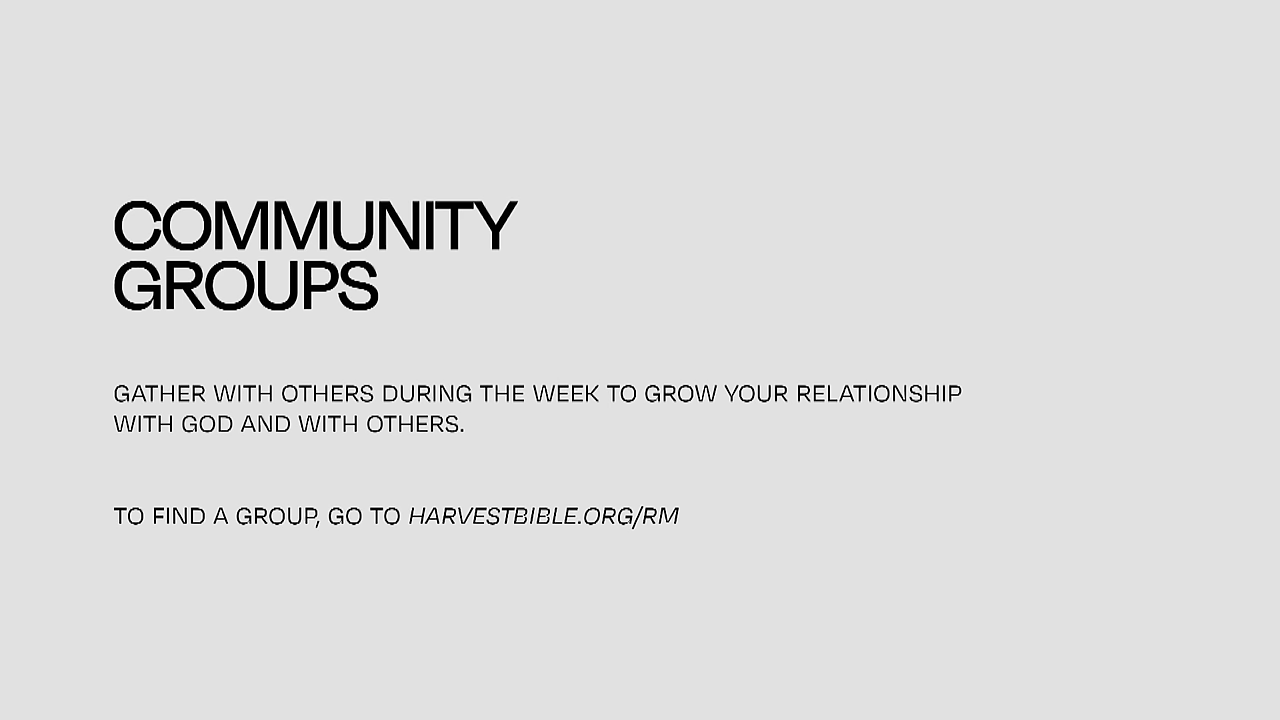 COMMUNITY
GROUPS
GATHER WITH OTHERS DURING THE WEEK TO GROW YOUR RELATIONSHIP
WITH GOD AND WITH OTHERS.
TO FIND A GROUP, GO TO HARVESTBIBLE.ORG/RM